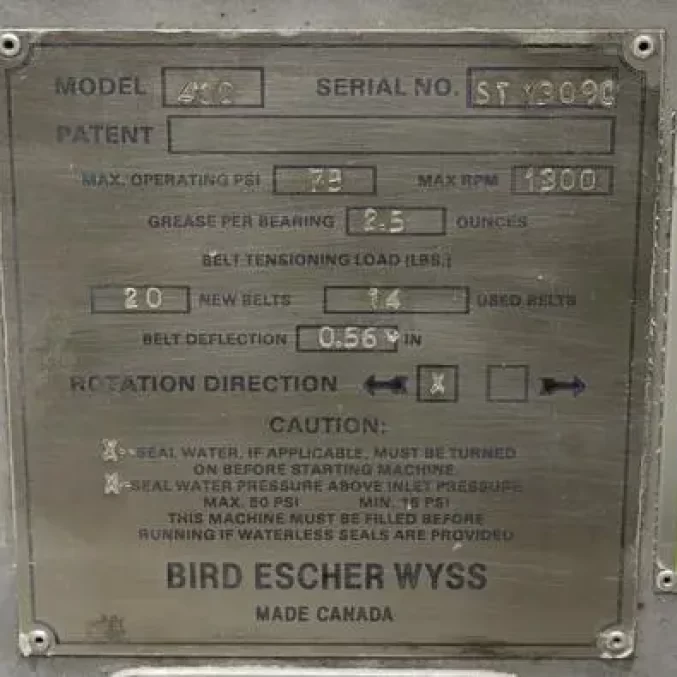 MODEL 400 SERIAL NO. ST
PATENT
MAX. OPERATING PSI 73 MAX RPM 1300
GREASE PER BEARING 2.5 OUNCES
BELT TENSIONING LOAD (LBS.)
20 NEW BELTS 14 USED BELTS
BELT DEFLECTION 0.56 IN
ROTATION DIRECTION X
CAUTION:
X-SEAL WATER, IF APPLICABLE, MUST BE TURNED
ON BEFORE STARTING MACHINE.
X-SEAL WATER PRESSURE ABOVE INLET PRESSURE
MAX. 50 PSI MIN. 15 PSI
THIS MACHINE MUST BE FILLED BEFORE
RUNNING IF WATERLESS SEALS ARE PROVIDED
BIRD ESCHER WYSS
MADE CANADA